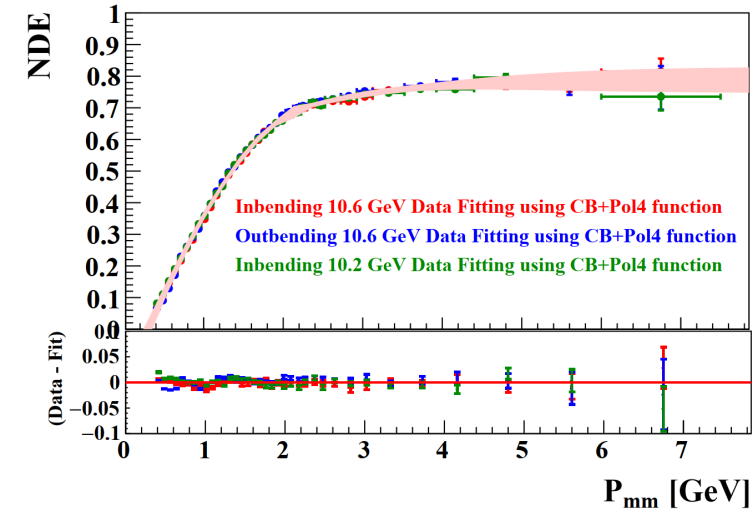 NDE
1
0.9
0.8
0.7
0.6
0.5
0.4
0.3
0.2
0.1
0
Inbending 10.6 GeV Data Fitting using CB+Pol4 function
Outbending 10.6 GeV Data Fitting using CB+Pol4 function
Inbending 10.2 GeV Data Fitting using CB+Pol4 function
(Data - Fit)
0.1
0.05
0
−0.05
−0.1
0 1 2 3 4 5 6 7
Pmm [GeV]